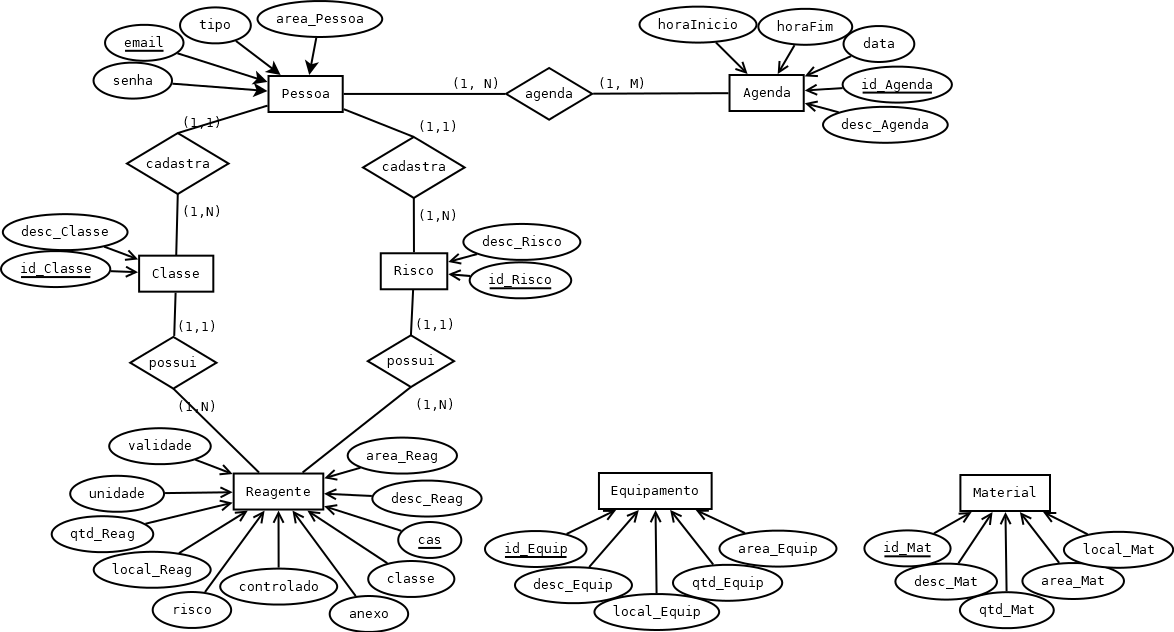 area_Pessoa
tipo
email
senha
Pessoa
(1, N)
agenda
(1, M)
horaInicio
horaFim
data
id_Agenda
desc_Agenda
Agenda
(1,1)
cadastra
(1,N)
(1,1)
cadastra
(1,N)
desc_Classe
id_Classe
Classe
Risco
desc_Risco
id_Risco
(1,1)
possui
(1,N)
(1,1)
possui
(1,N)
validade
unidade
qtd_Reag
local_Reag
risco
controlado
anexo
classe
cas
desc_Reag
area_Reag
Reagente
Equipamento
id_Equip
desc_Equip
local_Equip
qtd_Equip
area_Equip
Material
id_Mat
desc_Mat
qtd_Mat
area_Mat
local_Mat